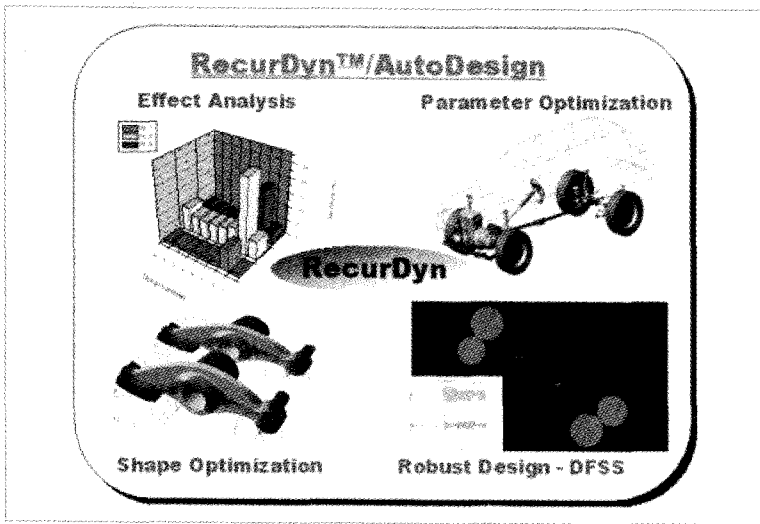 RecurDyn™/AutoDesign
Effect Analysis
Parameter Optimization
RecurDyn
Shape Optimization
Robust Design - DFSS